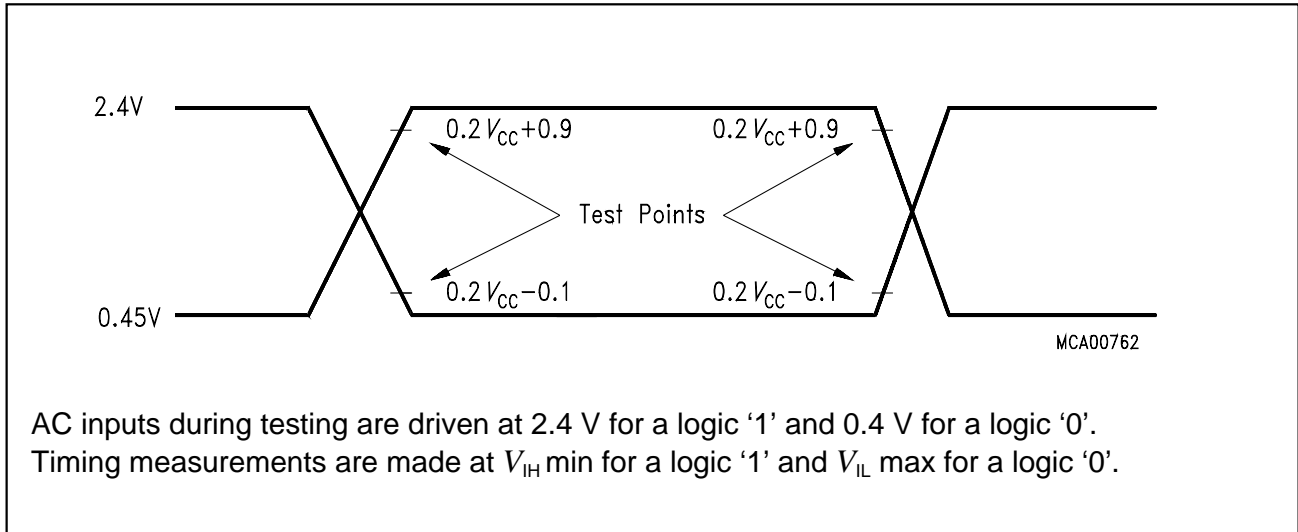 2.4V
0.2 VCC+0.9 0.2 VCC+0.9
Test Points
0.2 VCC−0.1 0.2 VCC−0.1
0.45V
MCA00762
AC inputs during testing are driven at 2.4 V for a logic ‘1’ and 0.4 V for a logic ‘0’.
Timing measurements are made at VIH min for a logic ‘1’ and VIL max for a logic ‘0’.